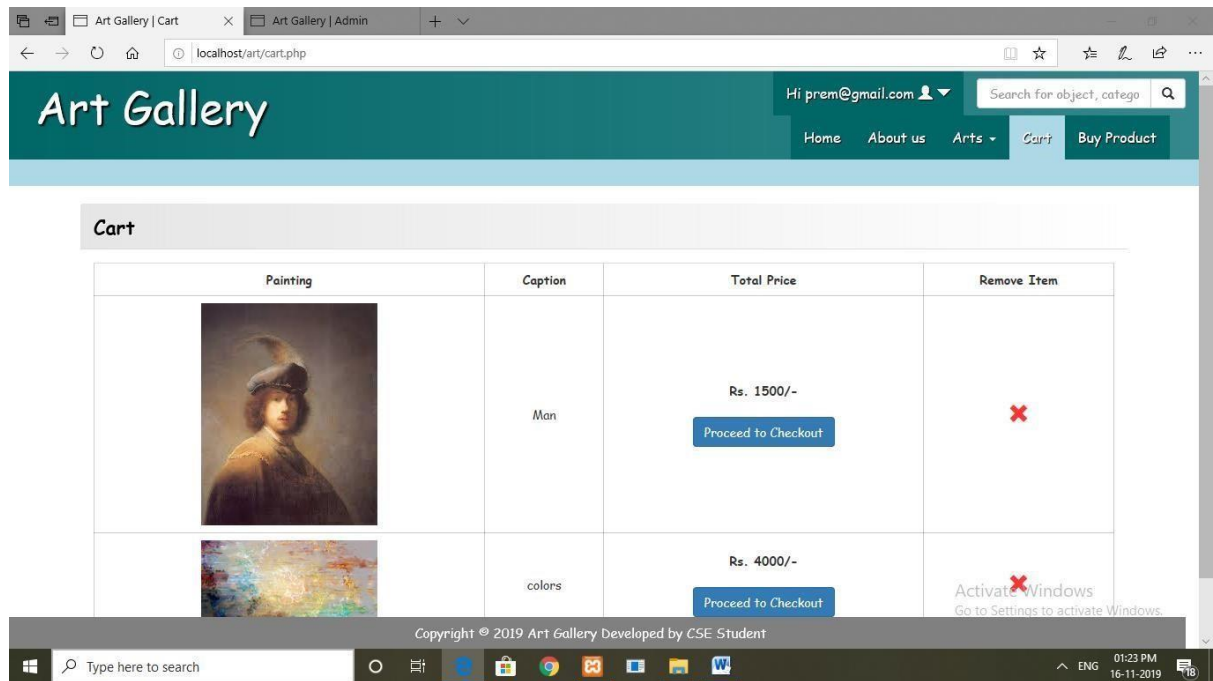 Art Gallery | Cart
Art Gallery | Admin
localhost/art/cart.php
Art Gallery
Hi prem@gmail.com
Search for object, catego
Home About us Arts Cart Buy Product
Cart
Painting Caption Total Price Remove Item
Man
Rs. 1500/-
Proceed to Checkout
colors
Rs. 4000/-
Proceed to Checkout
Activate Windows
Go to Settings to activate Windows.
Copyright © 2019 Art Gallery Developed by CSE Student
Type here to search
ENG
01:23 PM
16-11-2019
18